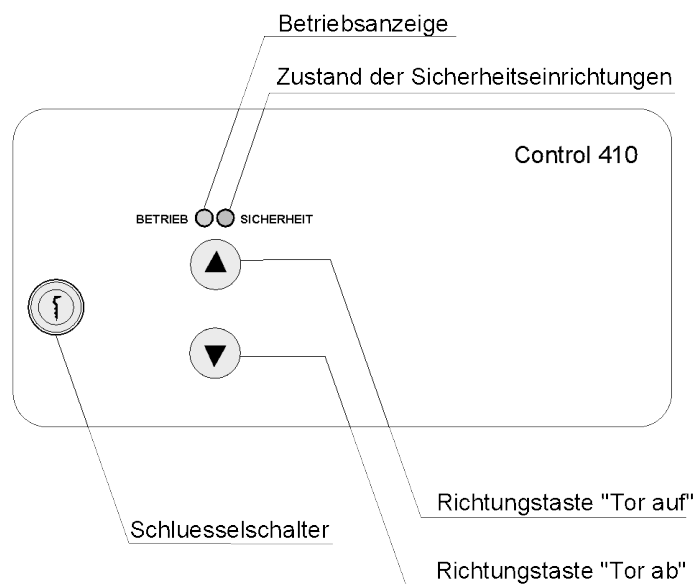 Betriebsanzeige
Zustand der Sicherheitseinrichtungen
Control 410
BETRIEB SICHERHEIT
Richtungstaste "Tor auf"
Schluesselschalter
Richtungstaste "Tor ab"